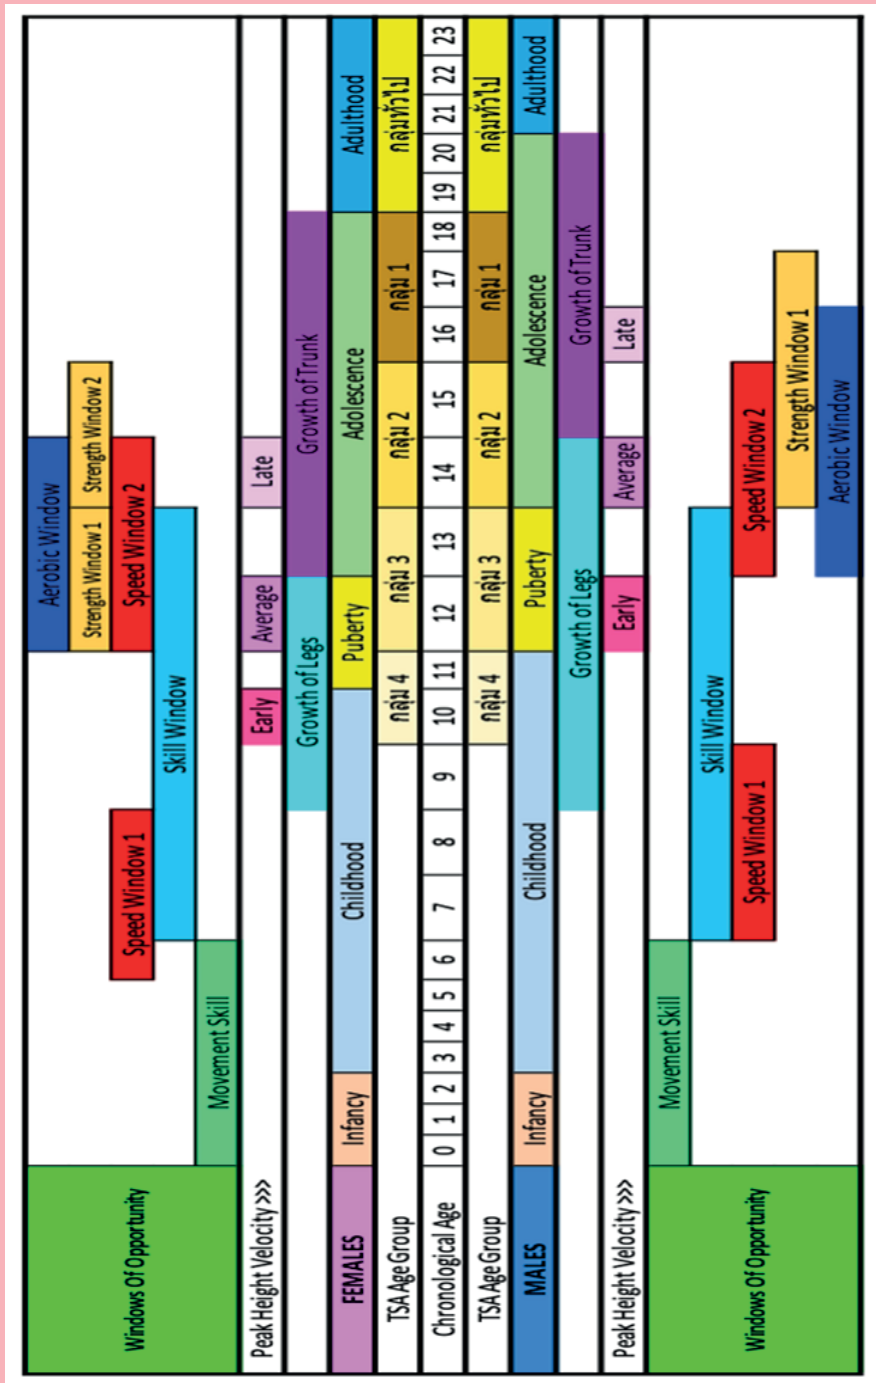 Windows Of Opportunity
Aerobic Window
Strength Window 1
Strength Window 2
Speed Window 1
Speed Window 2
Skill Window
Movement Skill
Peak Height Velocity >>>
Early
Average
Late
Growth of Legs
Growth of Trunk
FEMALES
Infancy
Childhood
Puberty
Adolescence
Adulthood
TSA Age Group
กลุ่ม 4
กลุ่ม 3
กลุ่ม 2
กลุ่ม 1
กลุ่มทั่วไป
Chronological Age
0
1
2
3
4
5
6
7
8
9
10
11
12
13
14
15
16
17
18
19
20
21
22
23
TSA Age Group
กลุ่ม 4
กลุ่ม 3
กลุ่ม 2
กลุ่ม 1
กลุ่มทั่วไป
MALES
Infancy
Childhood
Puberty
Adolescence
Adulthood
Growth of Legs
Growth of Trunk
Peak Height Velocity >>>
Early
Average
Late
Windows Of Opportunity
Movement Skill
Skill Window
Speed Window 1
Speed Window 2
Strength Window 1
Aerobic Window